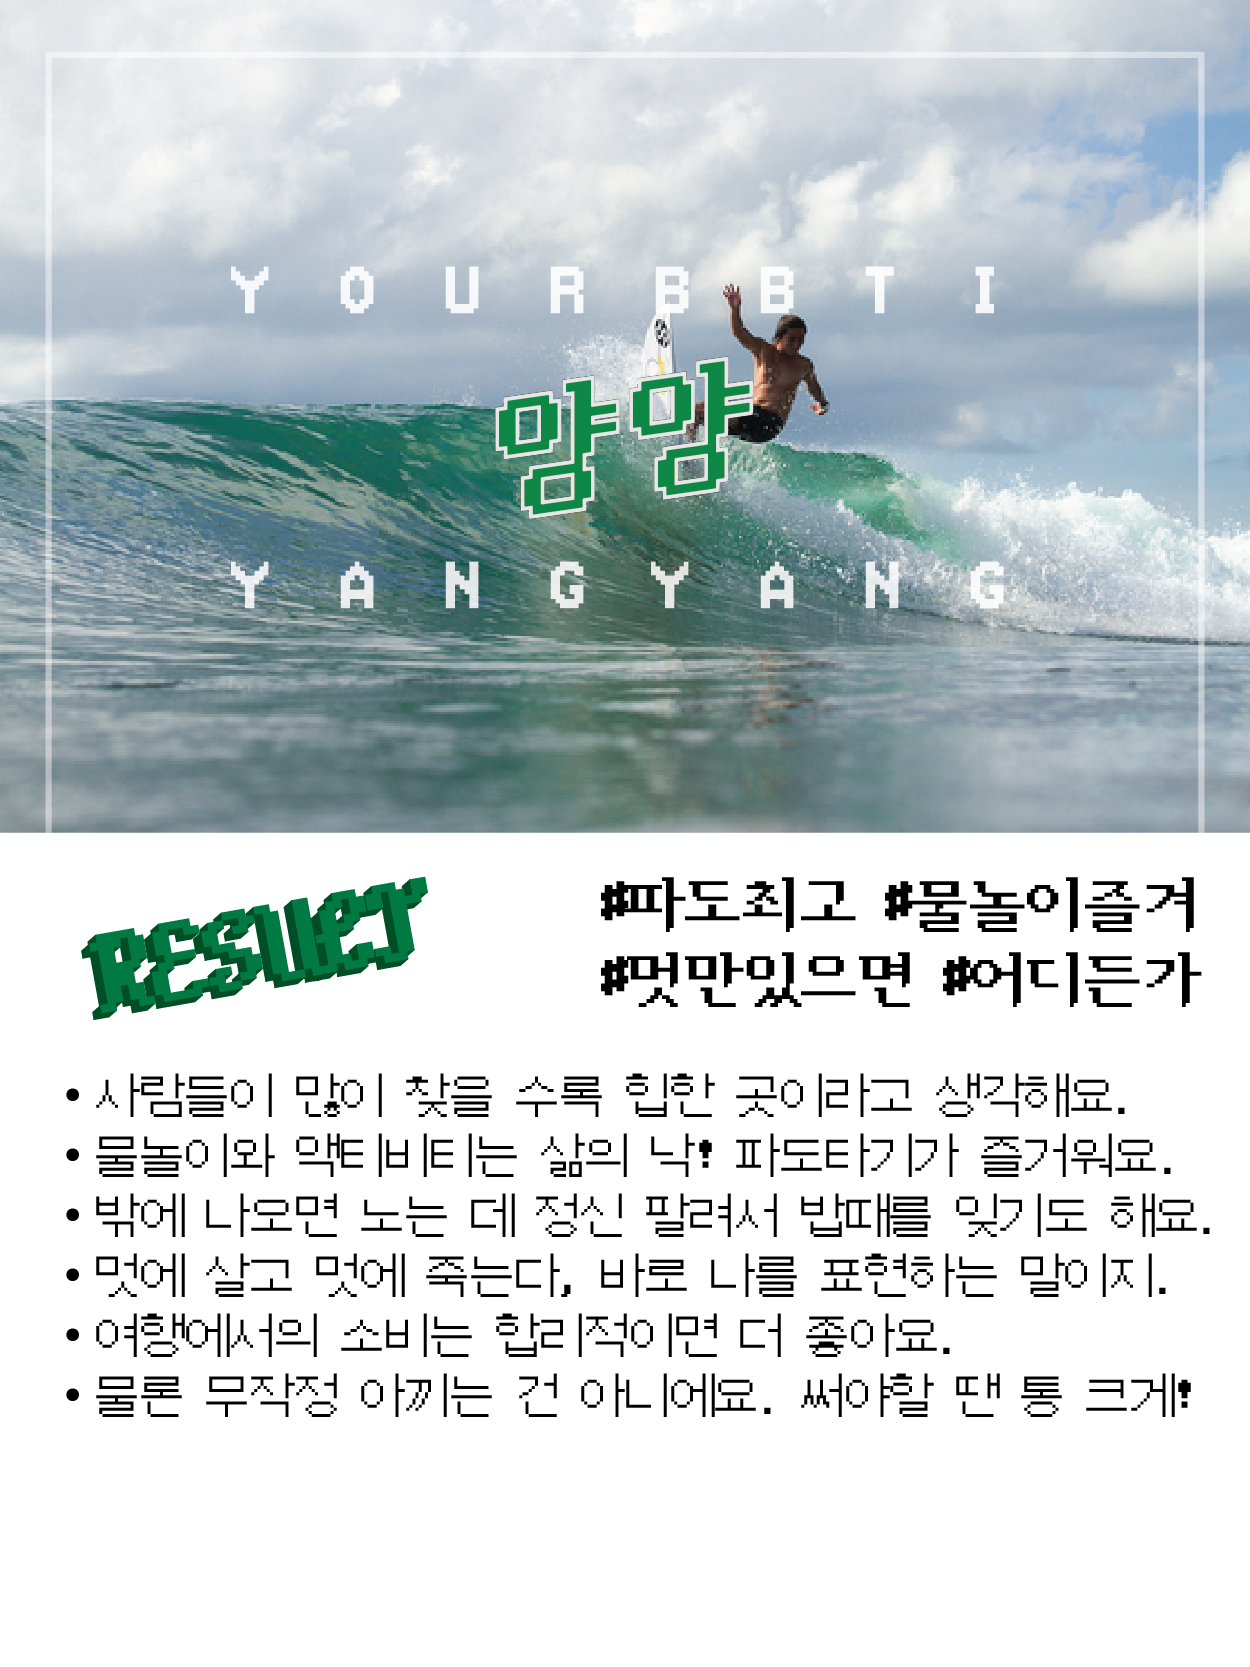 YOURBBTI
양양
YANGYANG
RESULT
#파도최고 #물놀이즐겨
#멋만있으면 #어디든가
• 사람들이 많이 찾을 수록 힙한 곳이라고 생각해요.
• 물놀이와 액티비티는 삶의 낙! 파도타기가 즐거워요.
• 밖에 나오면 노는 데 정신 팔려서 밥때를 잊기도 해요.
• 멋에 살고 멋에 죽는다, 바로 나를 표현하는 말이지.
• 여행에서의 소비는 합리적이면 더 좋아요.
• 물론 무작정 아끼는 건 아니에요. 써야할 땐 통 크게!